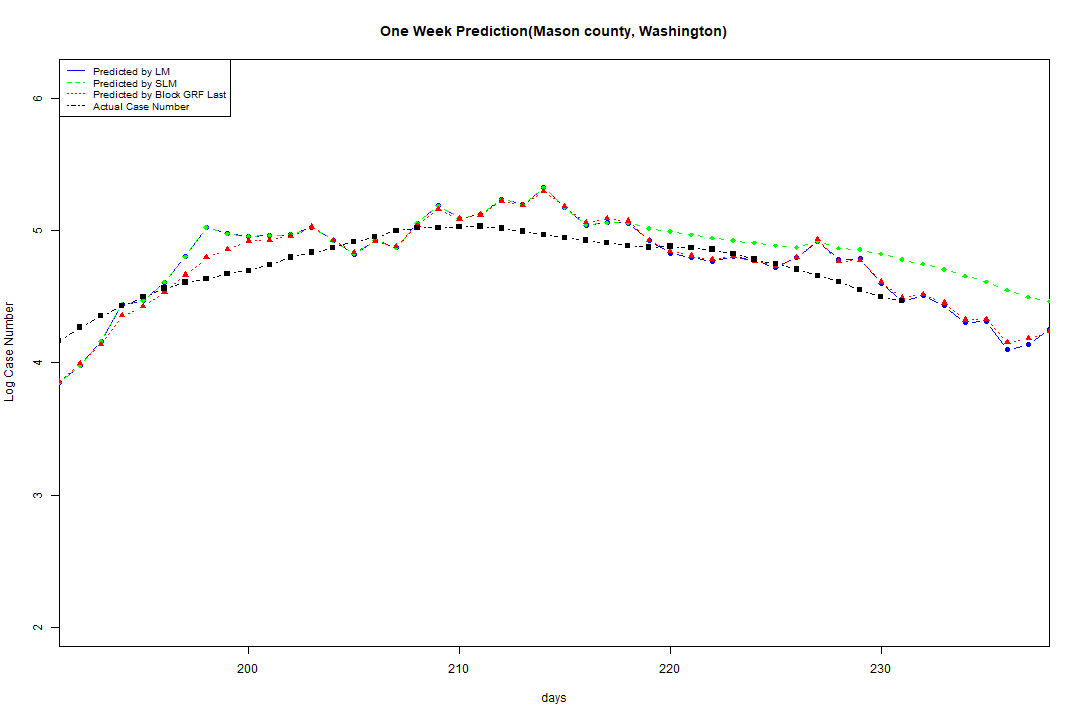 One Week Prediction(Mason county, Washington)
Predicted by LM
Predicted by SLM
Predicted by Block GRF Last
Actual Case Number
6
5
4
3
2
Log Case Number
200 210 220 230
days